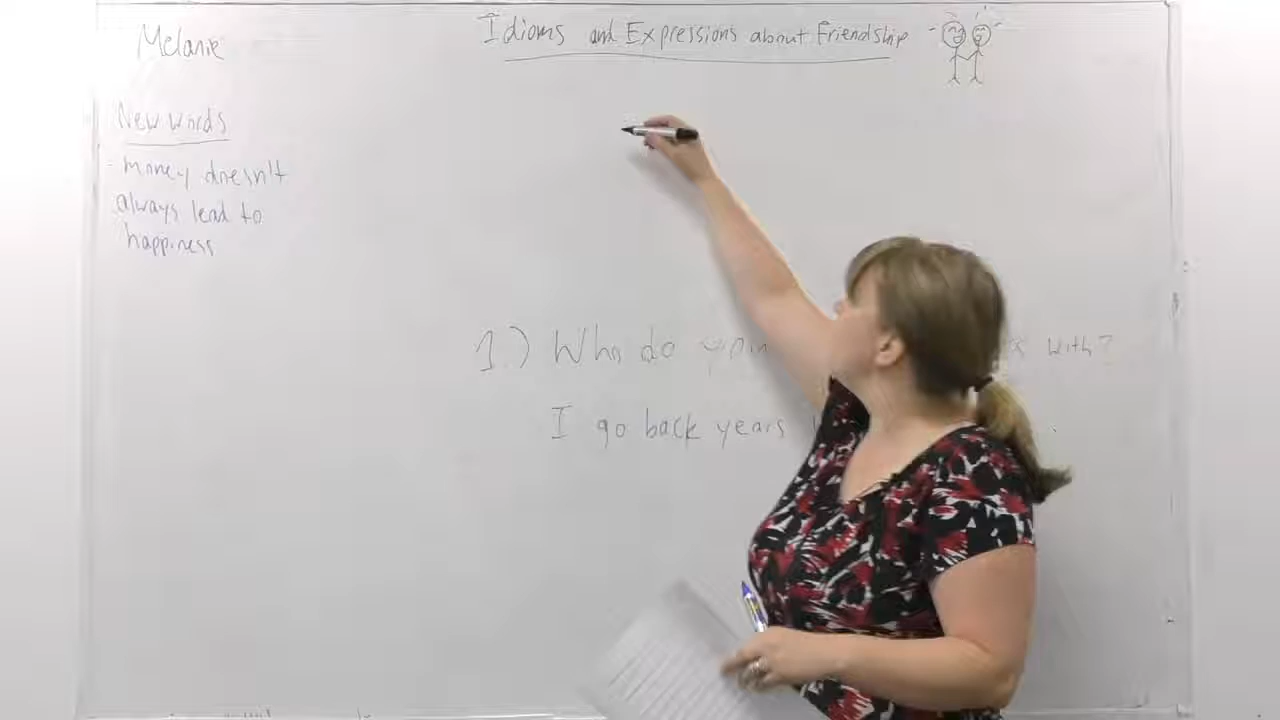 Melanie
Idioms and Expressions about Friendship
New words
- money doesn't
always lead to
happiness
1.) Who do with?
I go back years